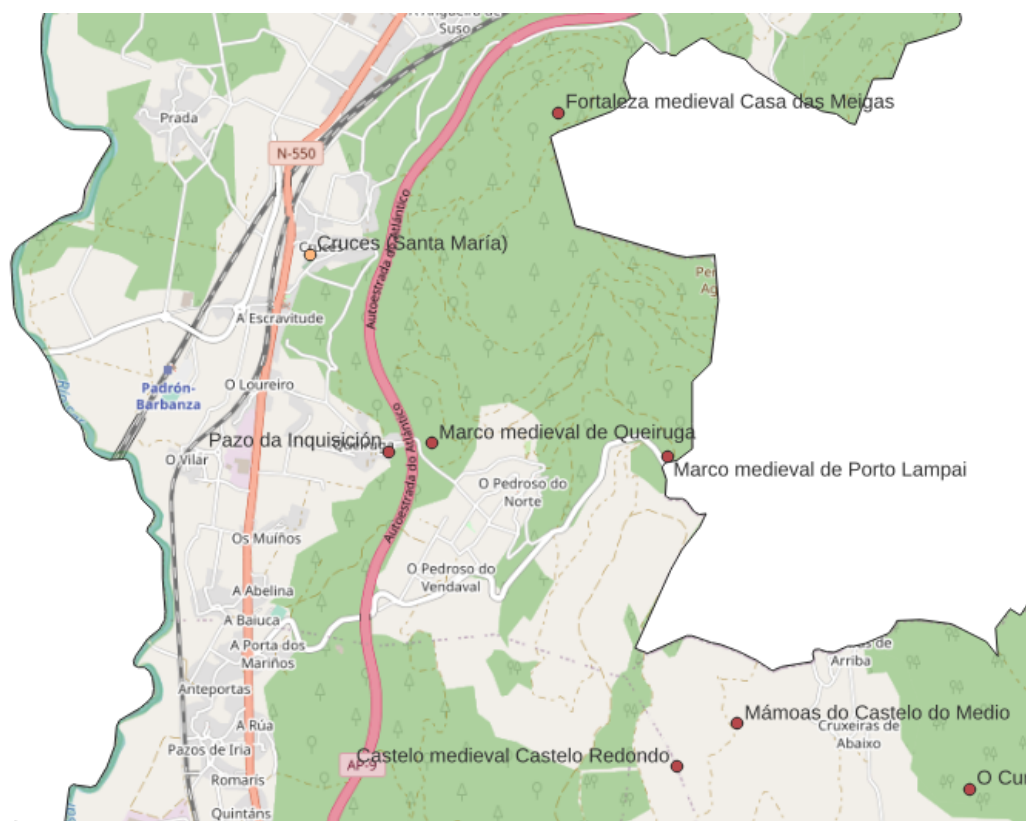 Suso
Fortaleza medieval Casa das Meigas
Prada
N-550
Autoestrada do Atlántico
Cruces (Santa María)
Cruces
A Escravitude
Padrón-
Barbanza
O Loureiro
Pazo da Inquisición
Queiruga
Marco medieval de Queiruga
Autoestrada do Atlántico
O Vilar
Marco medieval de Porto Lampai
O Pedroso do
Norte
Os Muíños
O Pedroso do
Vendaval
A Abelina
A Baiuca
A Porta dos
Mariños
Arriba
Anteportas
Mámoas do Castelo do Medio
A Rúa
Cruxeiras de
Abaixo
Pazos de Iria
Castelo medieval Castelo Redondo
AP-9
Romarís
O Cur
Quintáns